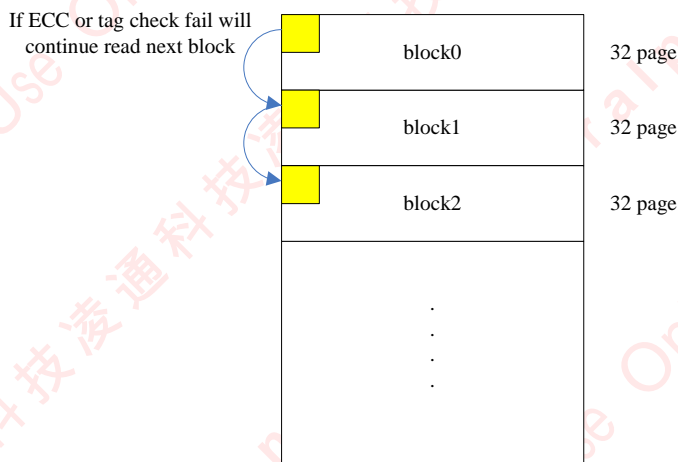 If ECC or tag check fail will
continue read next block
block0
32 page
block1
32 page
block2
32 page
.
.
.
.